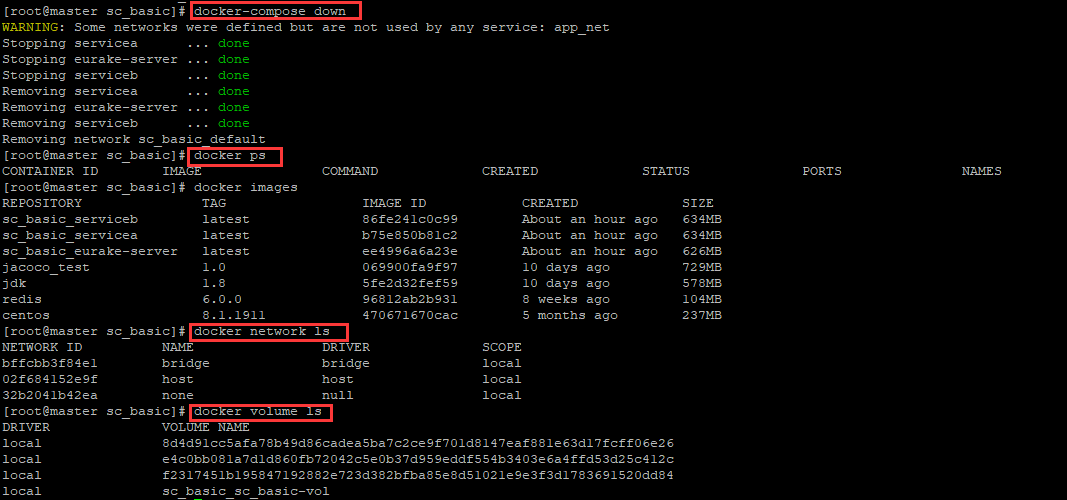 [root@master sc_basic]# docker-compose down
WARNING: Some networks were defined but are not used by any service: app_net
Stopping servicea      ... done
Stopping eurake-server ... done
Stopping serviceb      ... done
Removing servicea      ... done
Removing eurake-server ... done
Removing serviceb      ... done
Removing network sc_basic_default
[root@master sc_basic]# docker ps
CONTAINER ID        IMAGE               COMMAND             CREATED             STATUS              PORTS               NAMES
[root@master sc_basic]# docker images
REPOSITORY               TAG                 IMAGE ID            CREATED             SIZE
sc_basic_serviceb        latest              86fe241c0c99        About an hour ago   634MB
sc_basic_servicea        latest              b75e850b81c2        About an hour ago   634MB
sc_basic_eurake-server   latest              ee4996a6a23e        About an hour ago   626MB
jacoco_test              1.0                 069900fa9f97        10 days ago         729MB
jdk                      1.8                 5fe2d32fef59        10 days ago         578MB
redis                    6.0.0               96812ab2b931        8 weeks ago         104MB
centos                   8.1.1911            470671670cac        5 months ago        237MB
[root@master sc_basic]# docker network ls
NETWORK ID          NAME                DRIVER              SCOPE
bffcbb3f84e1        bridge              bridge              local
02f684152e9f        host                host                local
32b2041b42ea        none                null                local
[root@master sc_basic]# docker volume ls
DRIVER              VOLUME NAME
local               8d4d91cc5afa78b49d86cadea5ba7c2ce9f701d8147eaf881e63d17fcff06e26
local               e4c0bb081a7d1d860fb72042c5e0b37d959eddf554b3403e6a4ffd53d25c412c
local               f2317451b195847192882e723d382bfba85e8d51021e9e3f3d1783691520dd84
local               sc_basic_sc_basic-vol